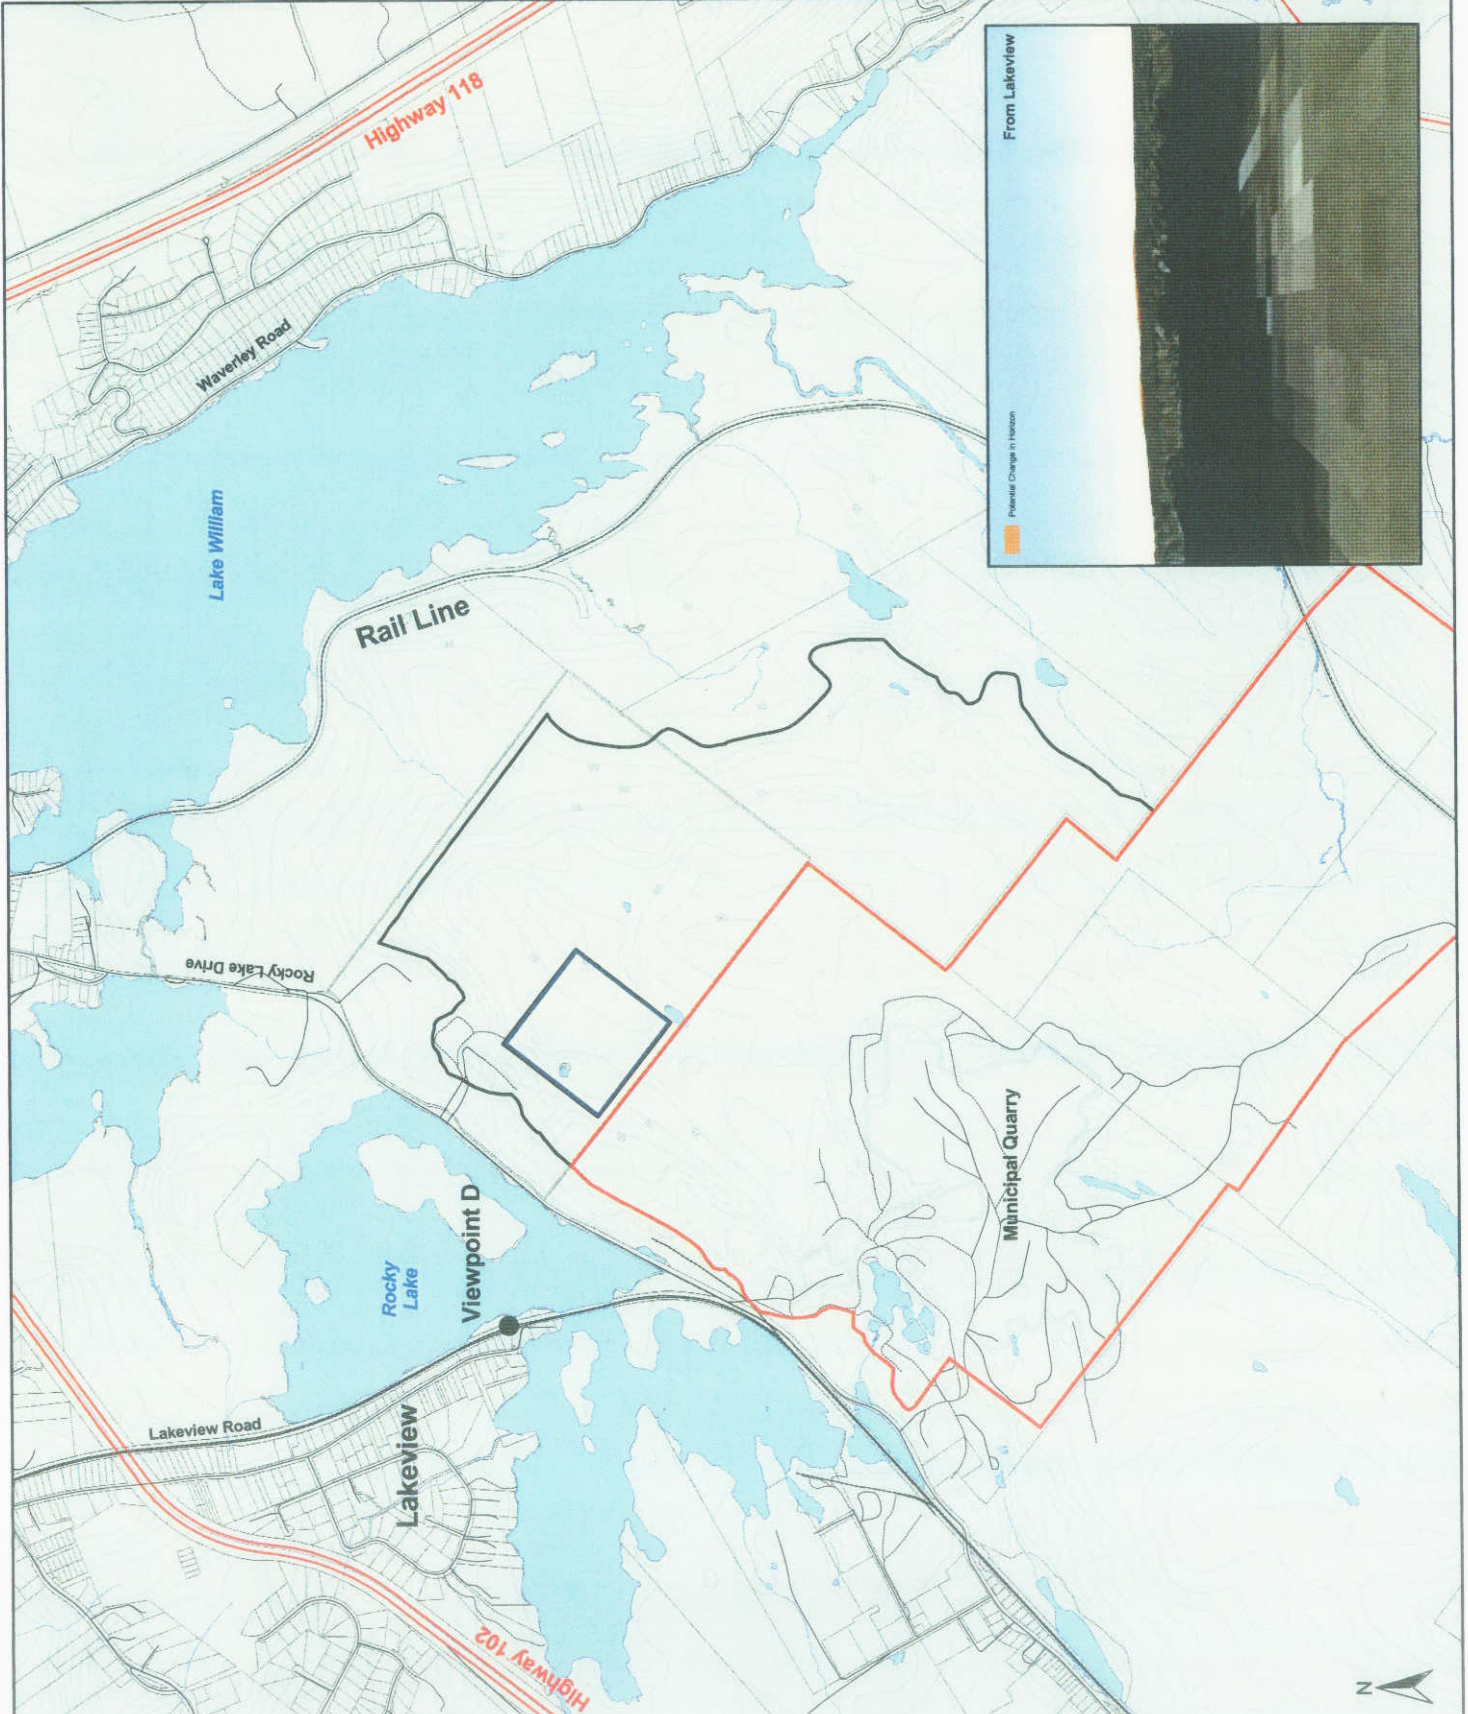 Highway 118
From Lakeview
Potential Change in Horizon
Waverley Road
Lake William
Rail Line
Rocky Lake Drive
Municipal Quarry
Viewpoint D
Rocky
Lake
Lakeview Road
Lakeview
Highway 102
N